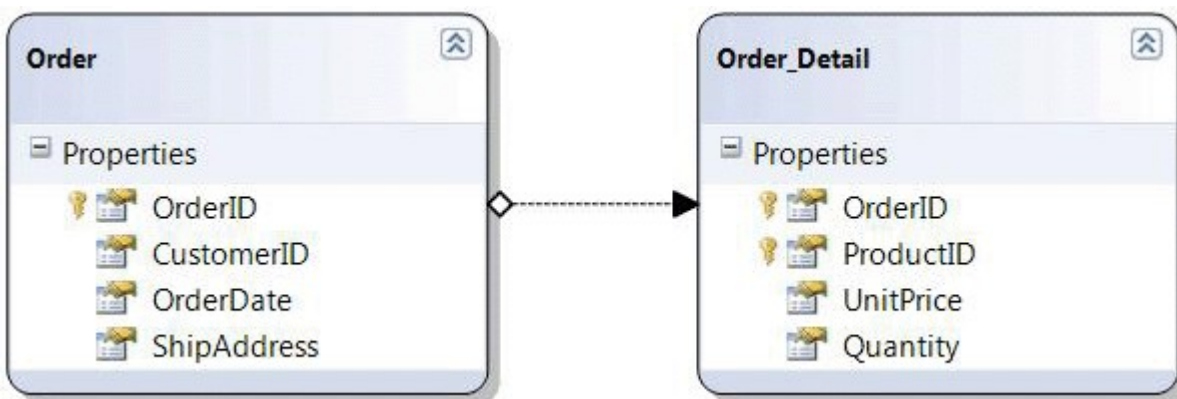 Order
Properties
OrderID
CustomerID
OrderDate
ShipAddress
Order_Detail
Properties
OrderID
ProductID
UnitPrice
Quantity